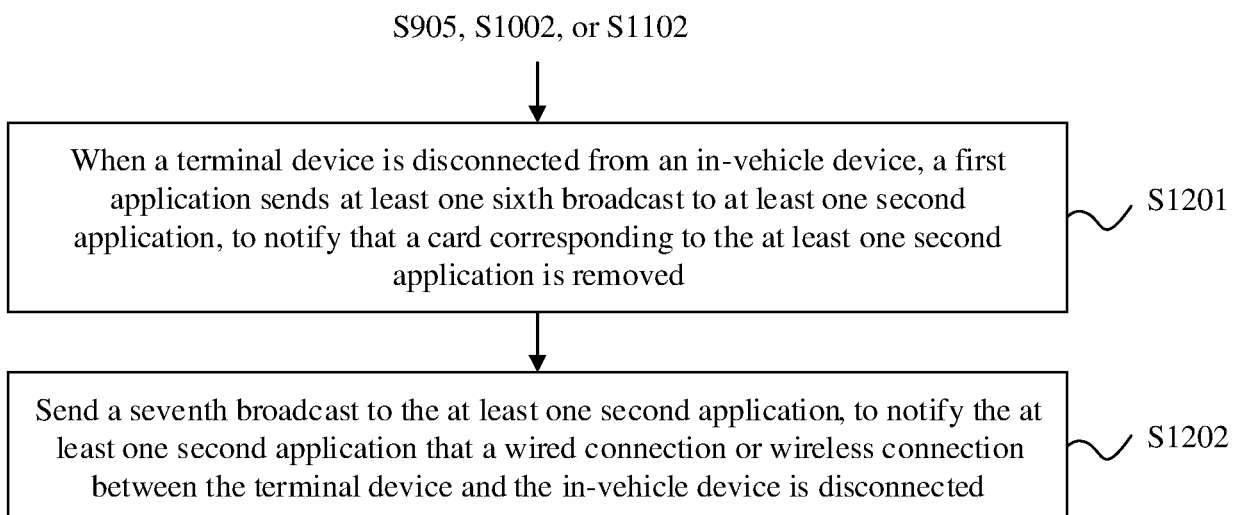 S905, S1002, or S1102
When a terminal device is disconnected from an in-vehicle device, a first
application sends at least one sixth broadcast to at least one second
application, to notify that a card corresponding to the at least one second
application is removed
S1201
Send a seventh broadcast to the at least one second application, to notify the at
least one second application that a wired connection or wireless connection
between the terminal device and the in-vehicle device is disconnected
S1202